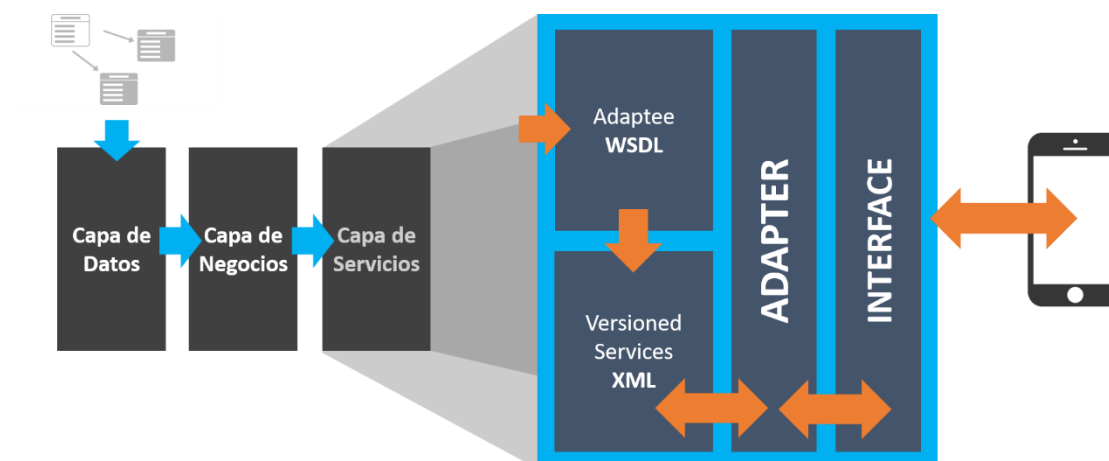 Capa de
Datos
Capa de
Negocios
Capa de
Servicios
Adaptee
WSDL
Versioned
Services
XML
ADAPTER
INTERFACE